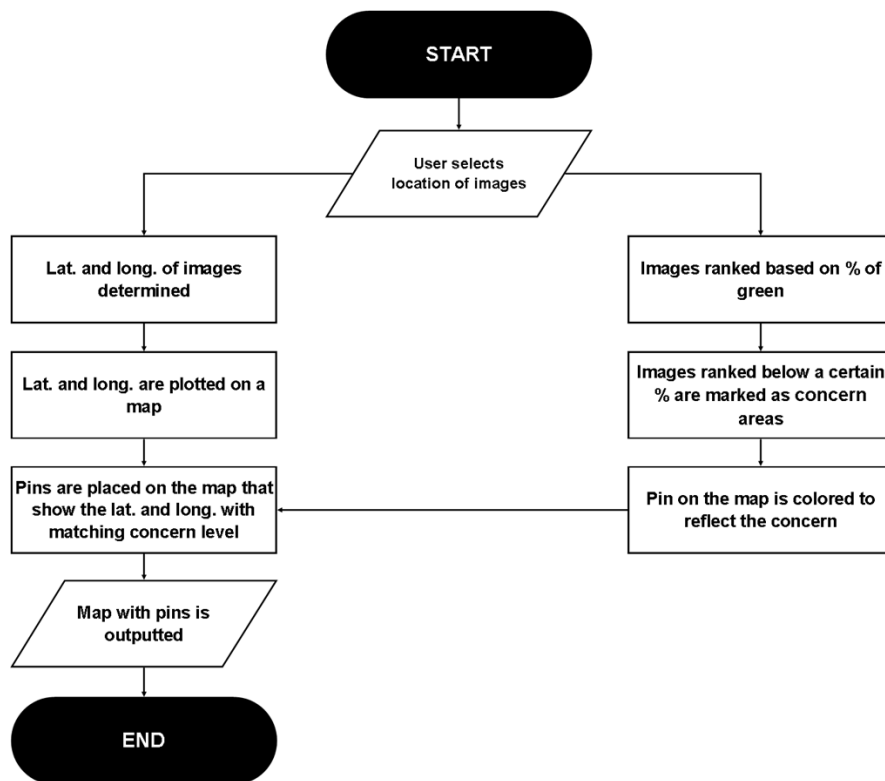 START
User selects
location of images
Lat. and long. of images
determined
Images ranked based on % of
green
Lat. and long. are plotted on a
map
Images ranked below a certain
% are marked as concern
areas
Pins are placed on the map that
show the lat. and long. with
matching concern level
Pin on the map is colored to
reflect the concern
Map with pins is
outputted
END